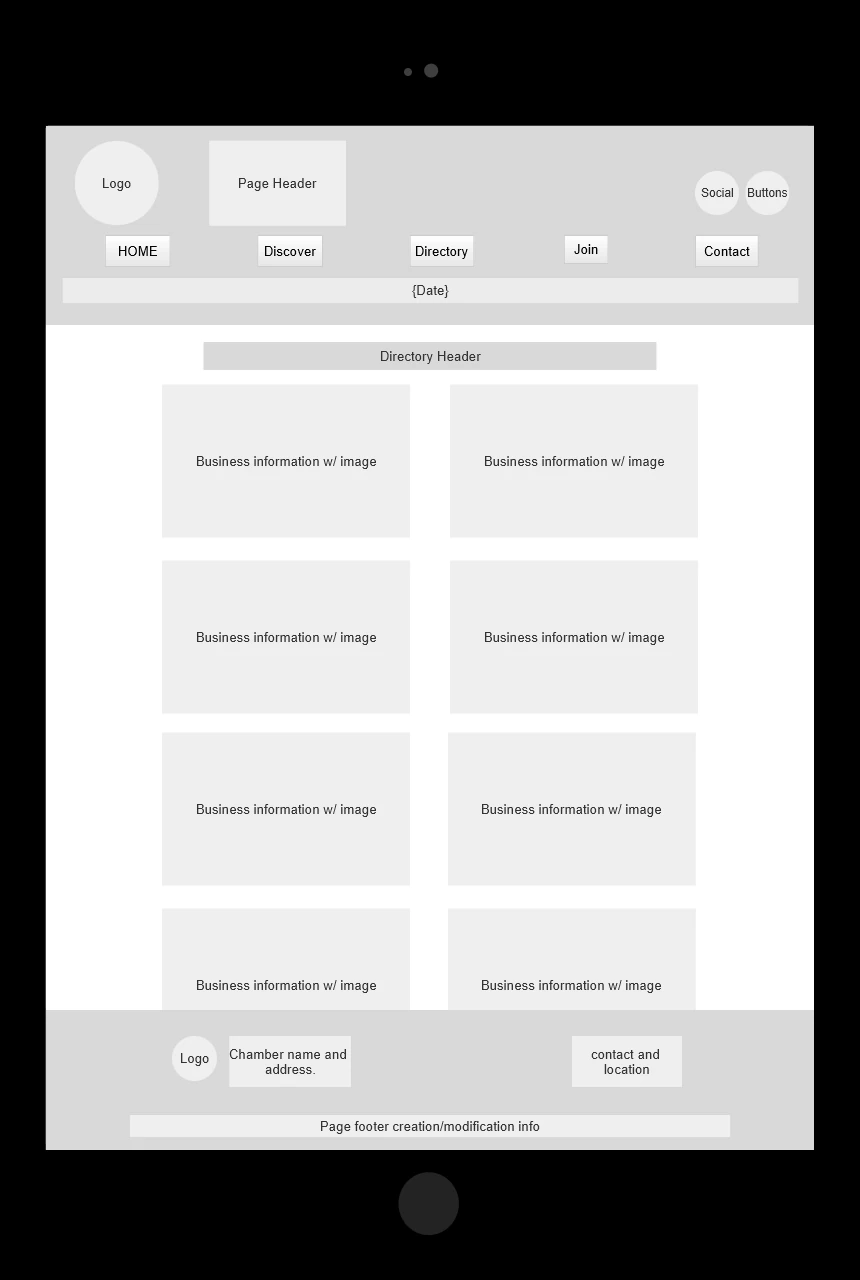 Logo
Page Header
Social
Buttons
HOME
Discover
Directory
Join
Contact
{Date}
Directory Header
Business information w/ image
Business information w/ image
Business information w/ image
Business information w/ image
Business information w/ image
Business information w/ image
Business information w/ image
Business information w/ image
Logo
Chamber name and
address.
contact and
location
Page footer creation/modification info